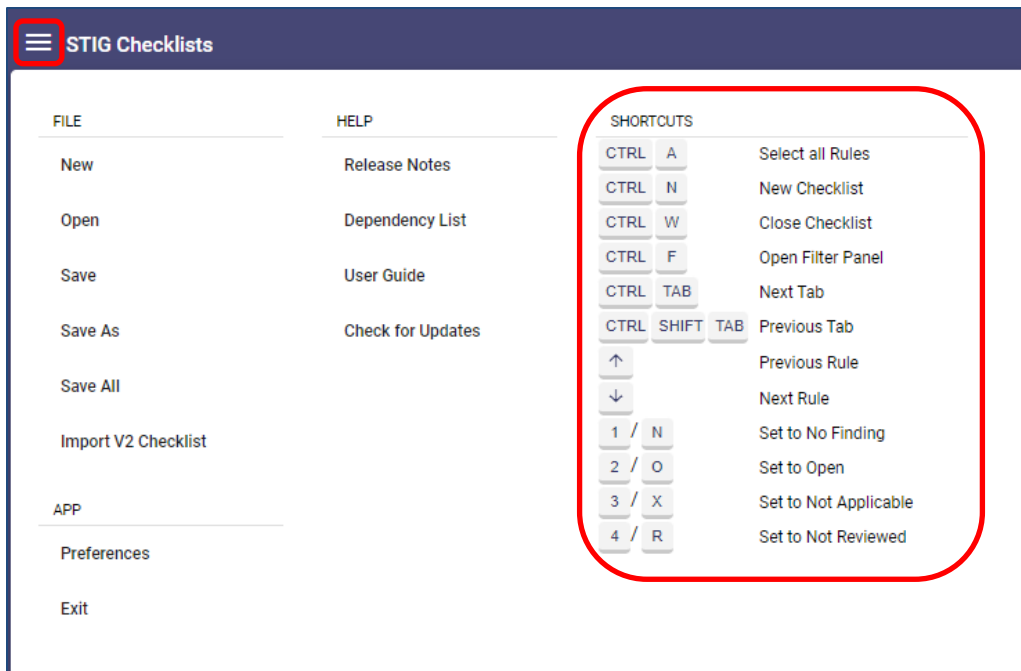 STIG Checklists
FILE
New
Open
Save
Save As
Save All
Import V2 Checklist
APP
Preferences
Exit
HELP
Release Notes
Dependency List
User Guide
Check for Updates
SHORTCUTS
CTRL A Select all Rules
CTRL N New Checklist
CTRL W Close Checklist
CTRL F Open Filter Panel
CTRL TAB Next Tab
CTRL SHIFT TAB Previous Tab
↑ Previous Rule
↓ Next Rule
1 / N Set to No Finding
2 / O Set to Open
3 / X Set to Not Applicable
4 / R Set to Not Reviewed